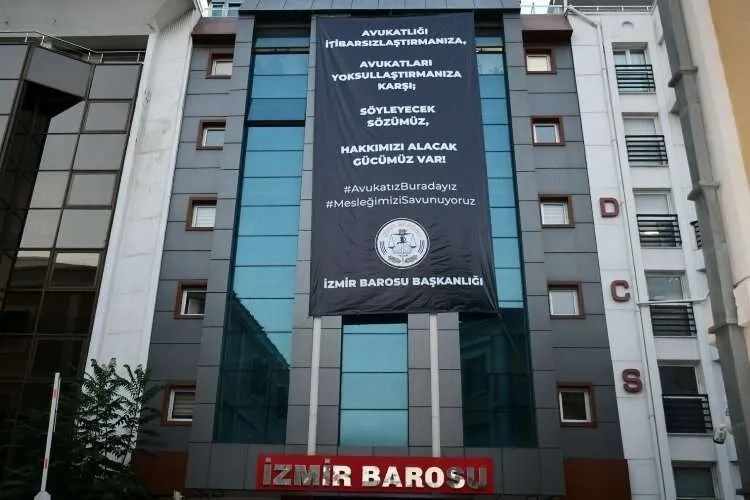 AVUKATLIĞI
İTİBARSIZLAŞTIRMANIZA,
AVUKATLARI
YOKSULLAŞTIRMANIZA
KARŞI;
SÖYLEYECEK
SÖZÜMÜZ,
HAKKIMIZI ALACAK
GÜCÜMÜZ VAR!
#AvukatızBuradayız
#MesleğimiziSavunuyoruz
İZMİR BAROSU BAŞKANLIĞI
D
C
S
İZMİR BAROSU